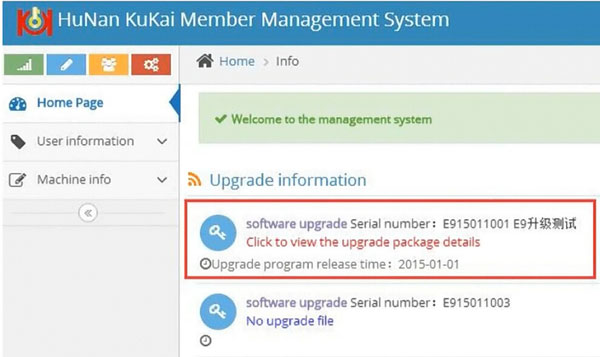 HuNan KuKai Member Management System
Home > Info
Home Page
Welcome to the management system
User information
Machine info
Upgrade information
software upgrade Serial number：E915011001 E9升级测试
Click to view the upgrade package details
Upgrade program release time：2015-01-01
software upgrade Serial number：E915011003
No upgrade file